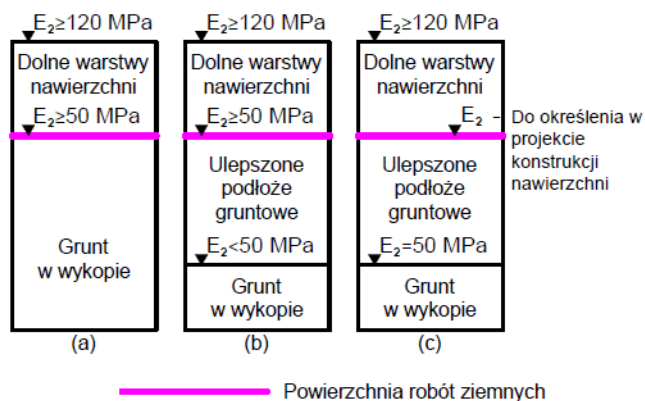 E₂≥120 MPa
Dolne warstwy
nawierzchni
E₂≥50 MPa
Grunt
w wykopie
(a)
E₂≥120 MPa
Dolne warstwy
nawierzchni
E₂≥50 MPa
Ulepszone
podłoże
gruntowe
E₂<50 MPa
Grunt
w wykopie
(b)
E₂≥120 MPa
Dolne warstwy
nawierzchni
E₂ - Do określenia w
projekcie
konstrukcji
nawierzchni
Ulepszone
podłoże
gruntowe
E₂=50 MPa
Grunt
w wykopie
(c)
Powierzchnia robót ziemnych